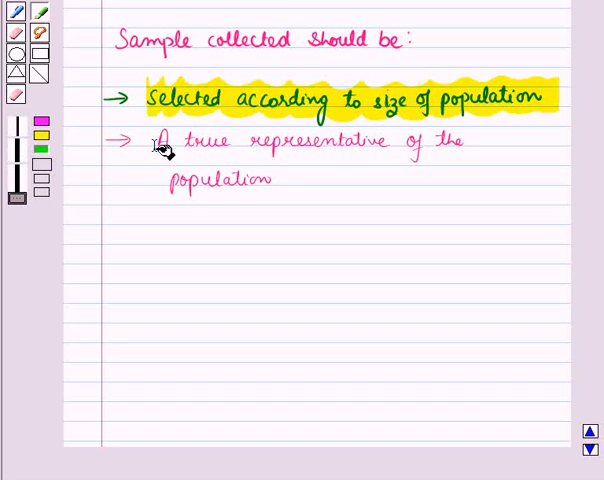 Sample collected should be:
→ Selected according to size of population
→ A true representative of the
population